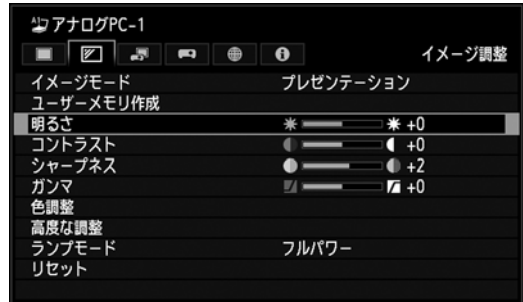 アナログPC-1
イメージ調整
イメージモード プレゼンテーション
ユーザーメモリ作成
明るさ +0
コントラスト +0
シャープネス +2
ガンマ +0
色調整
高度な調整
ランプモード フルパワー
リセット